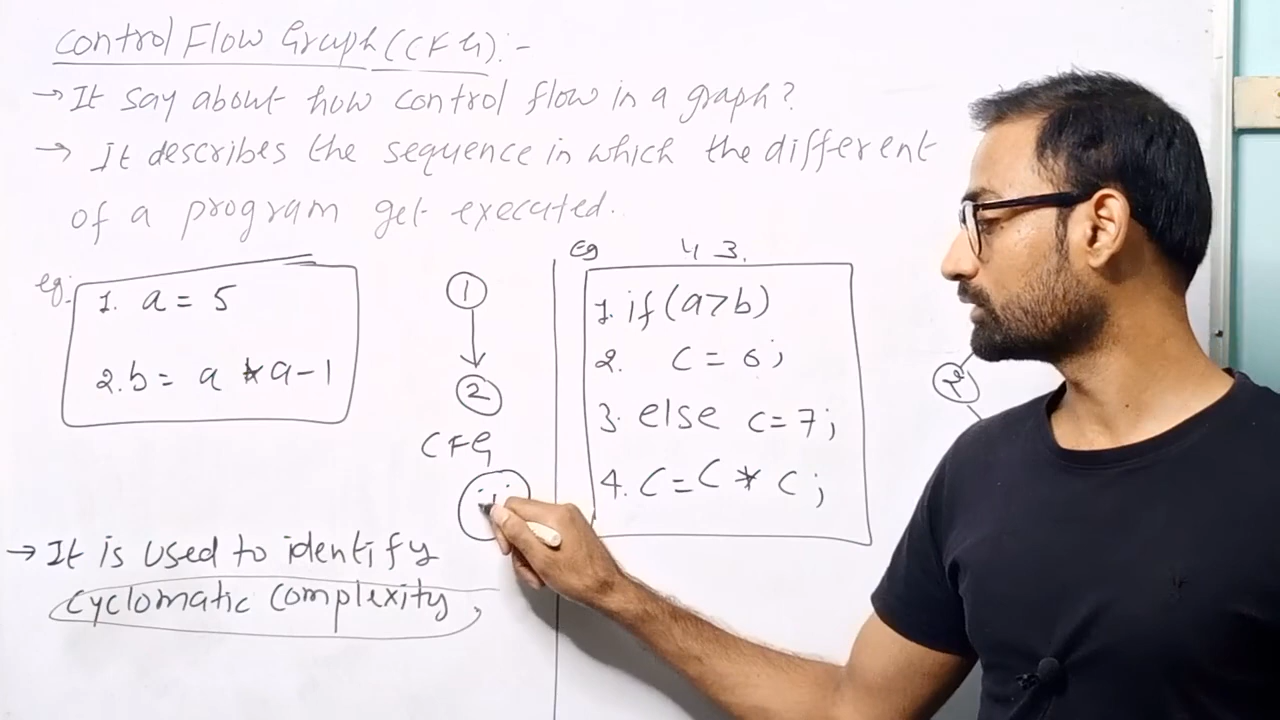 Control Flow Graph (CFG):-
→ It say about how control flow in a graph?
→ It describes the sequence in which the different
of a program get executed.
eg:
1. a = 5
2. b = a * a - 1
1
2
CFG
Eg
4 3.
1. if (a > b)
2. c = 6;
3. else c = 7;
4. c = c * c;
2
→ It is used to identify
cyclomatic complexity,